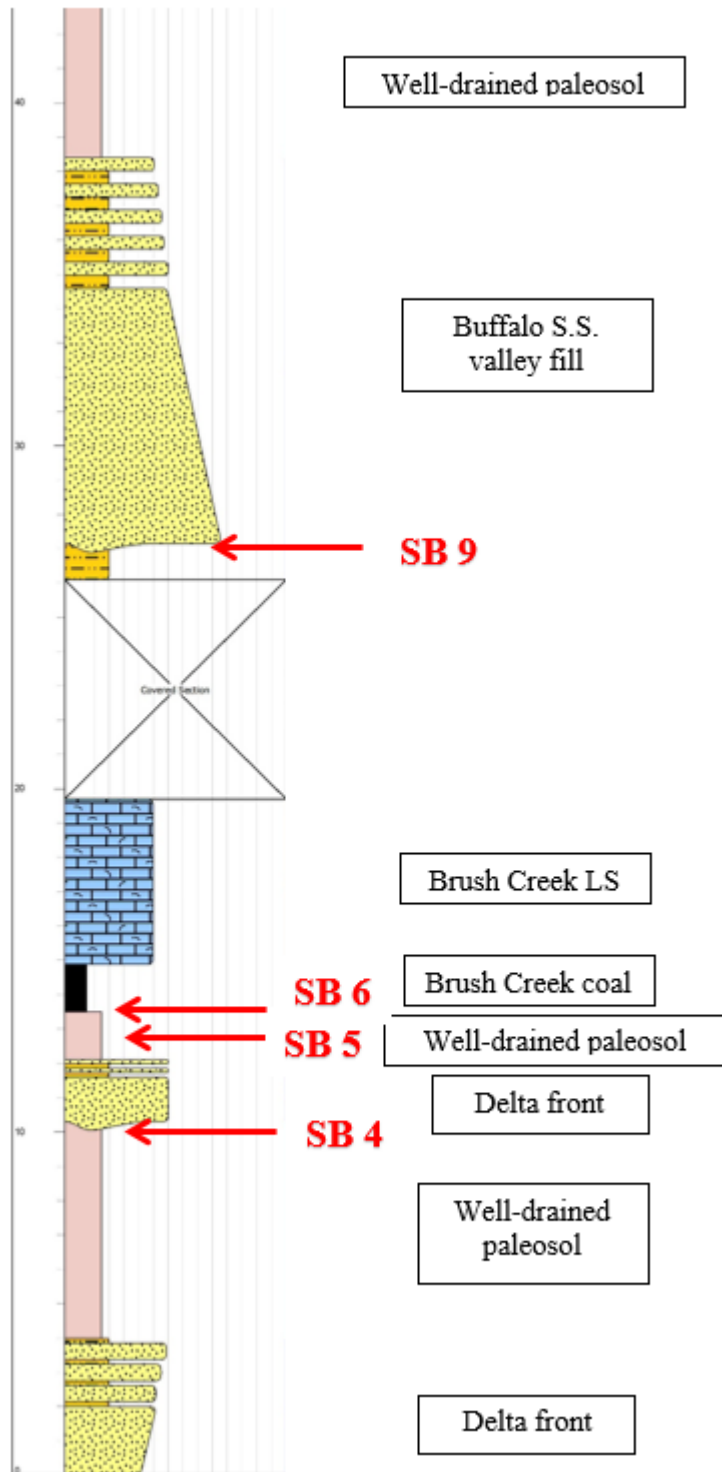 40
Well-drained paleosol
Buffalo S.S.
valley fill
30
SB 9
Covered Section
20
Brush Creek LS
Brush Creek coal
SB 6
SB 5
Well-drained paleosol
Delta front
SB 4
10
Well-drained
paleosol
Delta front